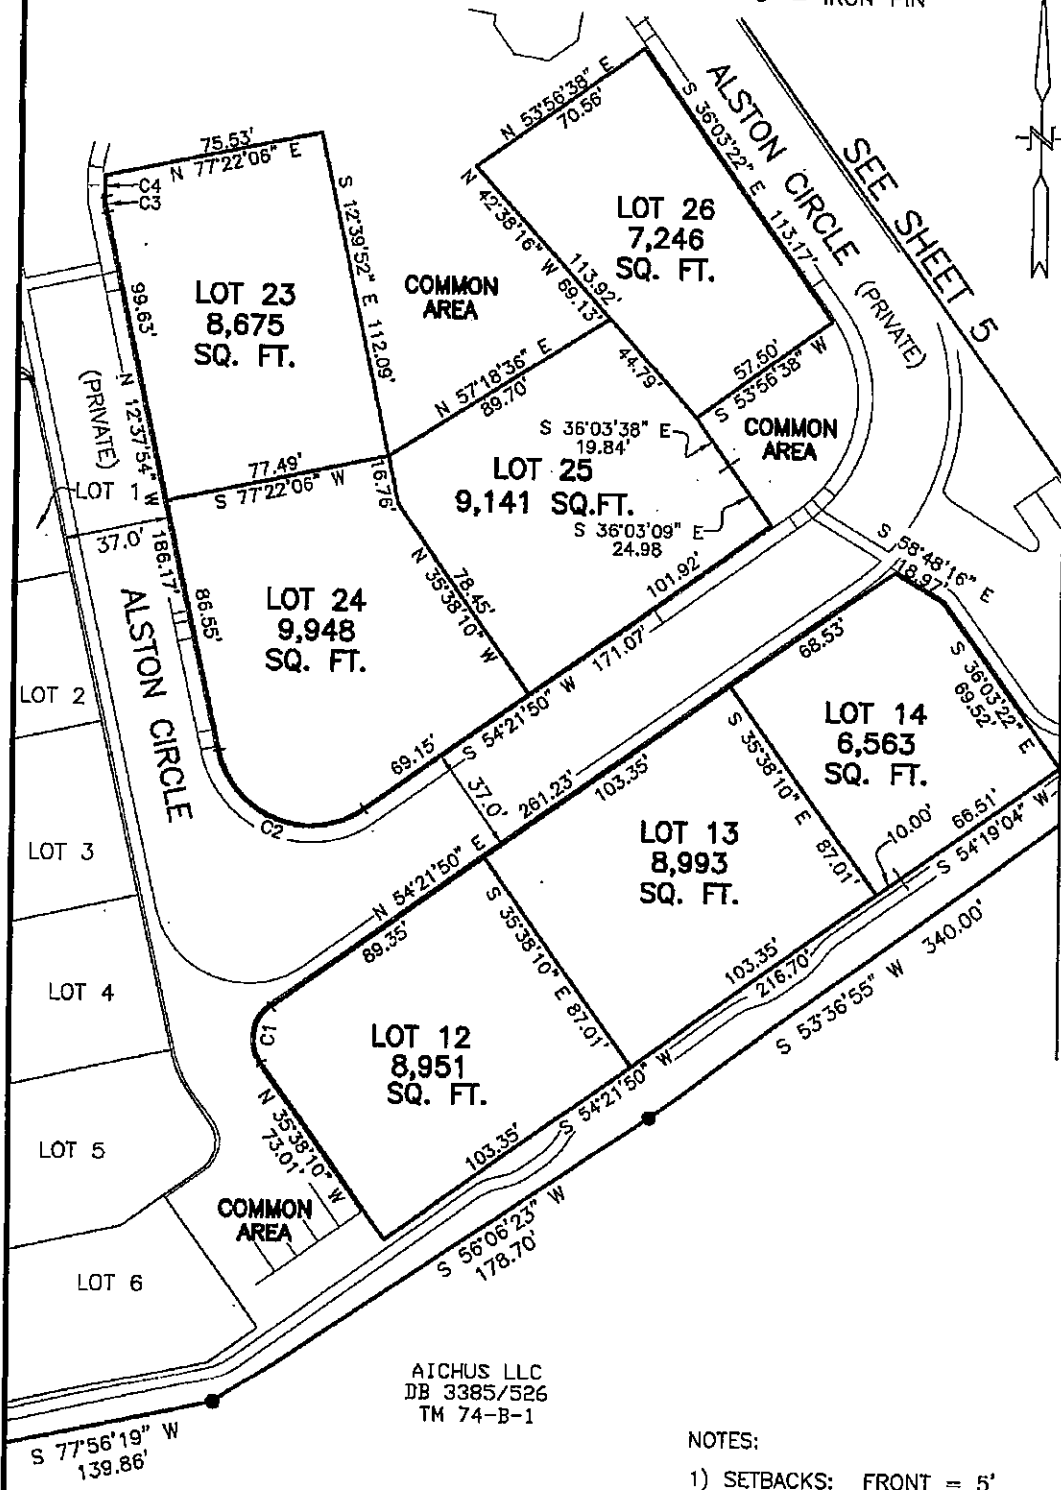 IRON PIN
N 53°56'38" E
70.56'
ALSTON CIRCLE
(PRIVATE)
SEE SHEET 5
S 36°03'22" E
113.17'
75.53'
N 77°22'06" E
C4
C3
S 12°39'52" E 112.09'
LOT 23
8,675
SQ. FT.
COMMON
AREA
N 42°38'16" W 69.13'
113.92'
LOT 26
7,246
SQ. FT.
99.63'
N 12°37'54" W
186.17'
(PRIVATE)
LOT 1
37.0'
N 57°18'36" E
89.70'
44.79'
57.50'
S 53°56'38" W
S 36°03'38" E
19.84'
COMMON
AREA
77.49'
S 77°22'06" W
16.76'
LOT 25
9,141 SQ.FT.
S 36°03'09" E
24.98
S 58°48'16" E
18.97'
LOT 24
9,948
SQ. FT.
86.55'
78.45'
N 35°38'10" W
101.92'
171.07'
S 54°21'50" W
69.15'
ALSTON CIRCLE
LOT 2
68.53'
S 36°03'22" E
69.52'
LOT 14
6,563
SQ. FT.
S 35°38'10" E
87.01'
37.0'
261.23'
103.35'
C2
LOT 3
LOT 13
8,993
SQ. FT.
10.00'
66.51'
S 54°19'04" W
N 54°21'50" E
89.35'
S 35°38'10" E 87.01'
103.35'
216.70'
340.00'
S 53°36'55" W
LOT 4
C1
LOT 12
8,951
SQ. FT.
S 54°21'50" W
N 35°38'10" W
73.01'
103.35'
LOT 5
COMMON
AREA
S 56°06'23" W
178.70'
LOT 6
AICHUS LLC
DB 3385/526
TM 74-B-1
S 77°56'19" W
139.86'
NOTES:
1) SETBACKS: FRONT = 5'